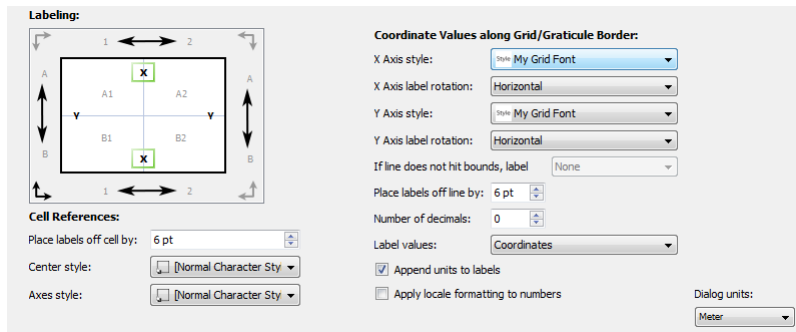 Labeling:
1 2
A A
X
A1 A2
Y Y
B1 B2
B B
X
1 2
Cell References:
Place labels off cell by: 6 pt
Center style: [Normal Character Sty
Axes style: [Normal Character Sty
Coordinate Values along Grid/Graticule Border:
X Axis style: Style My Grid Font
X Axis label rotation: Horizontal
Y Axis style: Style My Grid Font
Y Axis label rotation: Horizontal
If line does not hit bounds, label None
Place labels off line by: 6 pt
Number of decimals: 0
Label values: Coordinates
Append units to labels
Apply locale formatting to numbers
Dialog units:
Meter